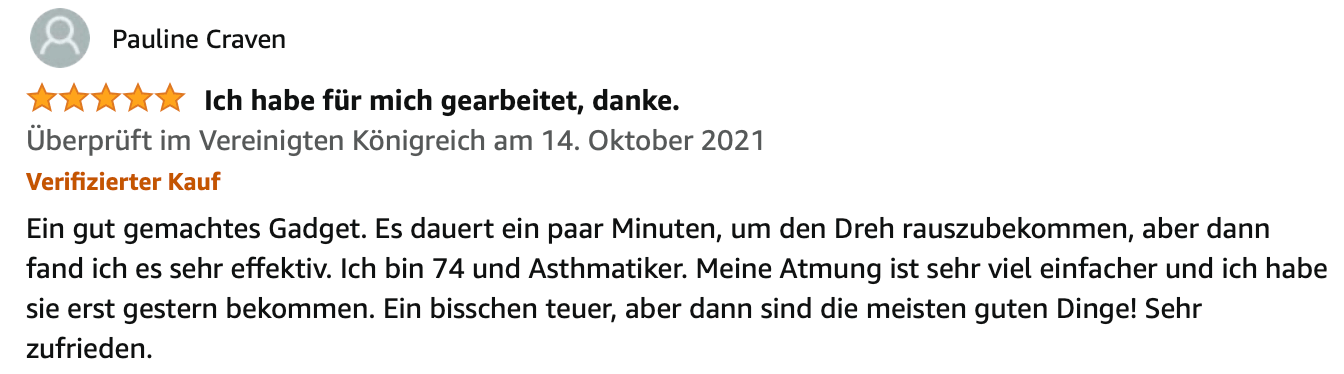 Pauline Craven
Ich habe für mich gearbeitet, danke.
Überprüft im Vereinigten Königreich am 14. Oktober 2021
Verifizierter Kauf
Ein gut gemachtes Gadget. Es dauert ein paar Minuten, um den Dreh rauszubekommen, aber dann
fand ich es sehr effektiv. Ich bin 74 und Asthmatiker. Meine Atmung ist sehr viel einfacher und ich habe
sie erst gestern bekommen. Ein bisschen teuer, aber dann sind die meisten guten Dinge! Sehr
zufrieden.